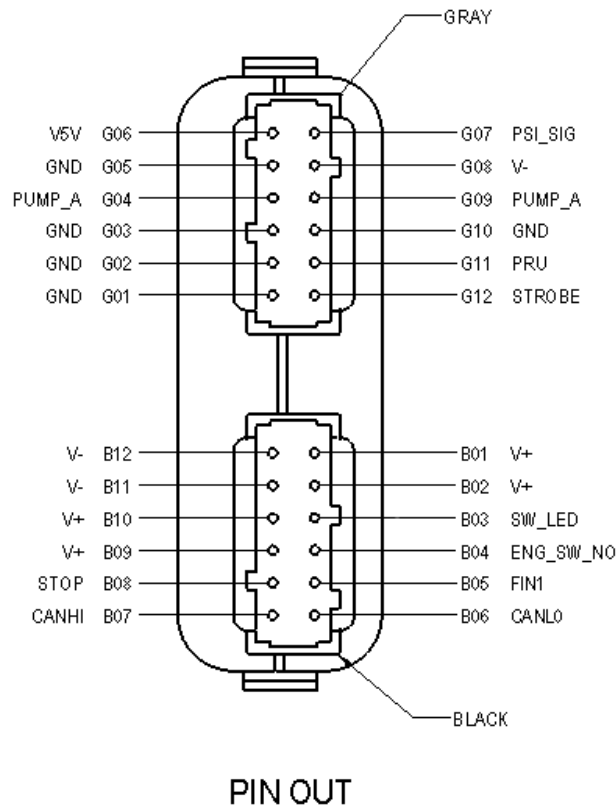 GRAY
V5V G06 G07 PSI_SIG
GND G05 G08 V-
PUMP_A G04 G09 PUMP_A
GND G03 G10 GND
GND G02 G11 PRU
GND G01 G12 STROBE
V- B12 B01 V+
V- B11 B02 V+
V+ B10 B03 SW_LED
V+ B09 B04 ENG_SW_NO
STOP B08 B05 FIN1
CANHI B07 B06 CANL0
BLACK
PIN OUT